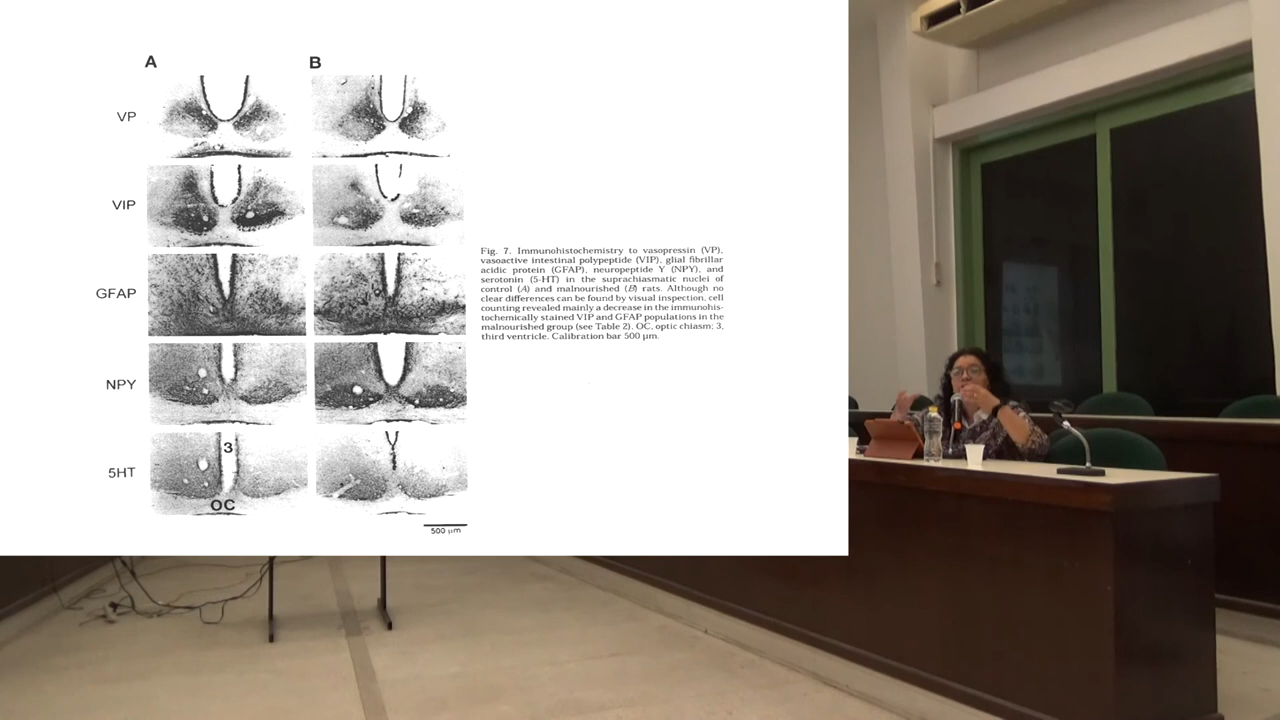 A
B
VP
VIP
GFAP
NPY
5HT
3
OC
500 µm
Fig. 7. Immunohistochemistry to vasopressin (VP),
vasoactive intestinal polypeptide (VIP), glial fibrillar
acidic protein (GFAP), neuropeptide Y (NPY), and
serotonin (5-HT) in the suprachiasmatic nuclei of
control (A) and malnourished (B) rats. Although no
clear differences can be found by visual inspection, cell
counting revealed mainly a decrease in the immunohis-
tochemically stained VIP and GFAP populations in the
malnourished group (see Table 2). OC, optic chiasm; 3,
third ventricle. Calibration bar 500 µm.